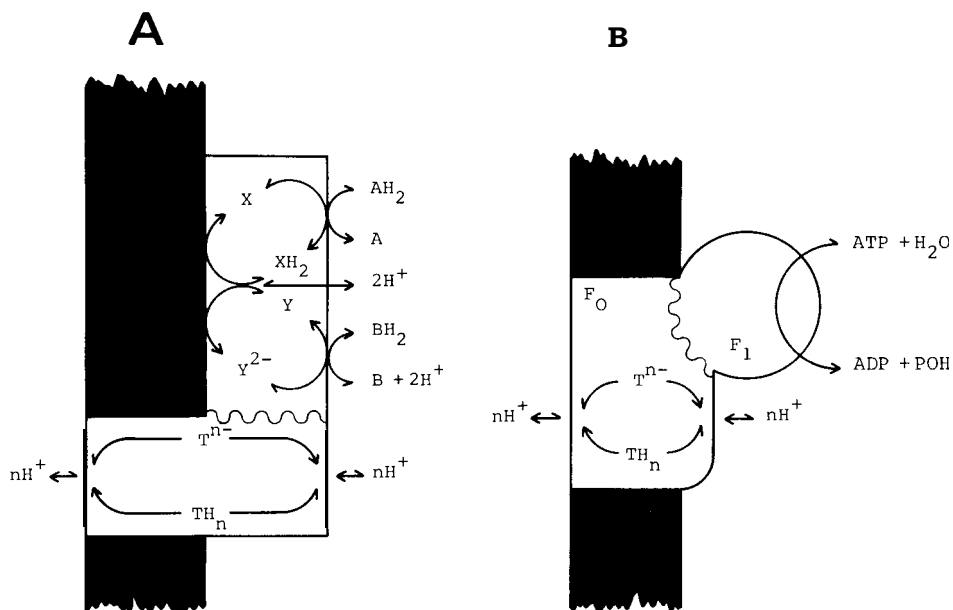 A
X
AH₂
A
XH₂
2H⁺
Y
BH₂
Y²⁻
B + 2H⁺
Tⁿ⁻
nH⁺
nH⁺
THₙ
B
ATP + H₂O
F₀
F₁
ADP + POH
Tⁿ⁻
nH⁺
nH⁺
THₙ